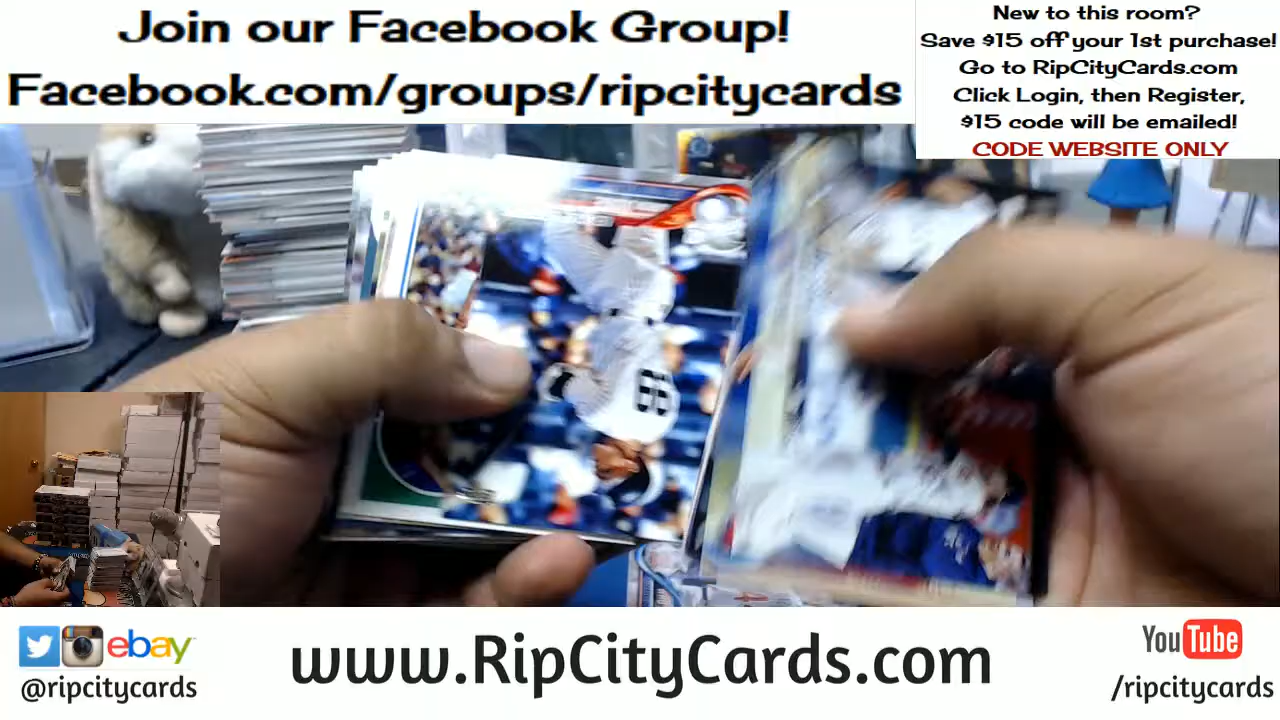 Join our Facebook Group!
Facebook.com/groups/ripcitycards
New to this room?
Save $15 off your 1st purchase!
Go to RipCityCards.com
Click Login, then Register,
$15 code will be emailed!
CODE WEBSITE ONLY
66
ebay
@ripcitycards
www.RipCityCards.com
YouTube
/ripcitycards